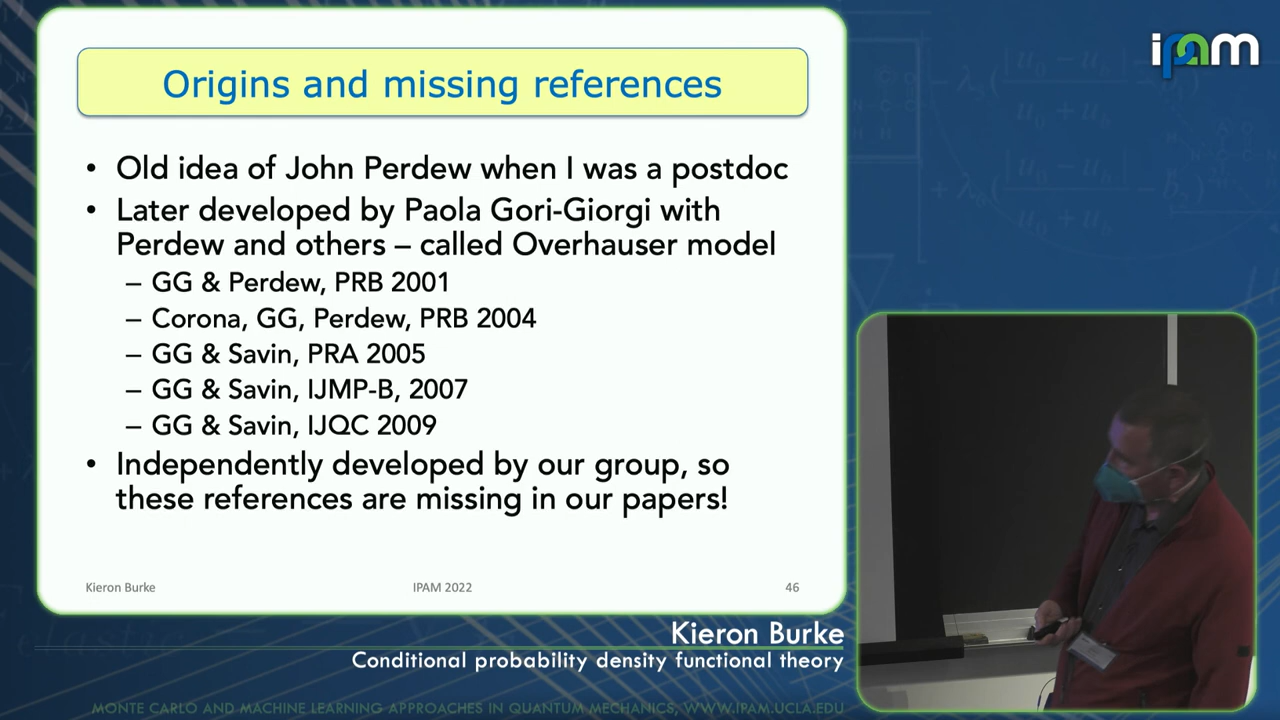 ipam
Origins and missing references
• Old idea of John Perdew when I was a postdoc
• Later developed by Paola Gori-Giorgi with
Perdew and others – called Overhauser model
– GG & Perdew, PRB 2001
– Corona, GG, Perdew, PRB 2004
– GG & Savin, PRA 2005
– GG & Savin, IJMP-B, 2007
– GG & Savin, IJQC 2009
• Independently developed by our group, so
these references are missing in our papers!
Kieron Burke
IPAM 2022
46
Kieron Burke
Conditional probability density functional theory
MONTE CARLO AND MACHINE LEARNING APPROACHES IN QUANTUM MECHANICS, WWW.IPAM.UCLA.EDU